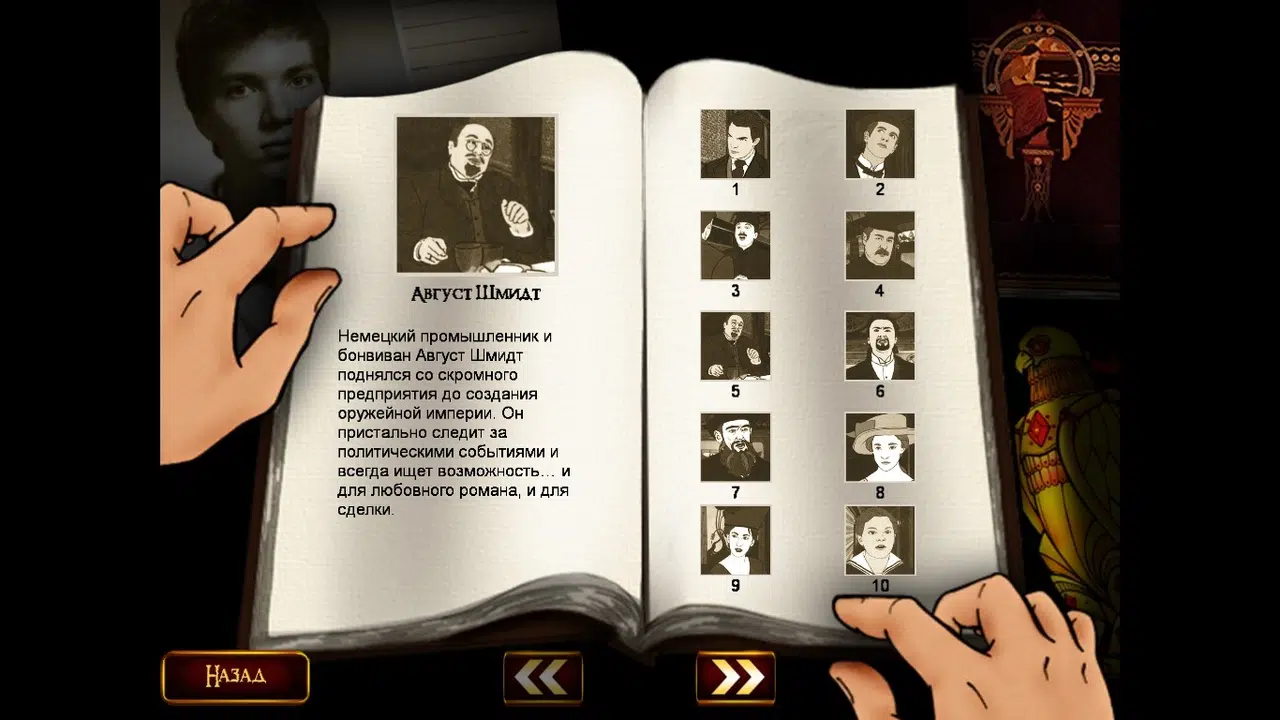 Август Шмидт
Немецкий промышленник и
бонвиван Август Шмидт
поднялся со скромного
предприятия до создания
оружейной империи. Он
пристально следит за
политическими событиями и
всегда ищет возможность... и
для любовного романа, и для
сделки.
1 2
3 4
5 6
7 8
9 10
Назад